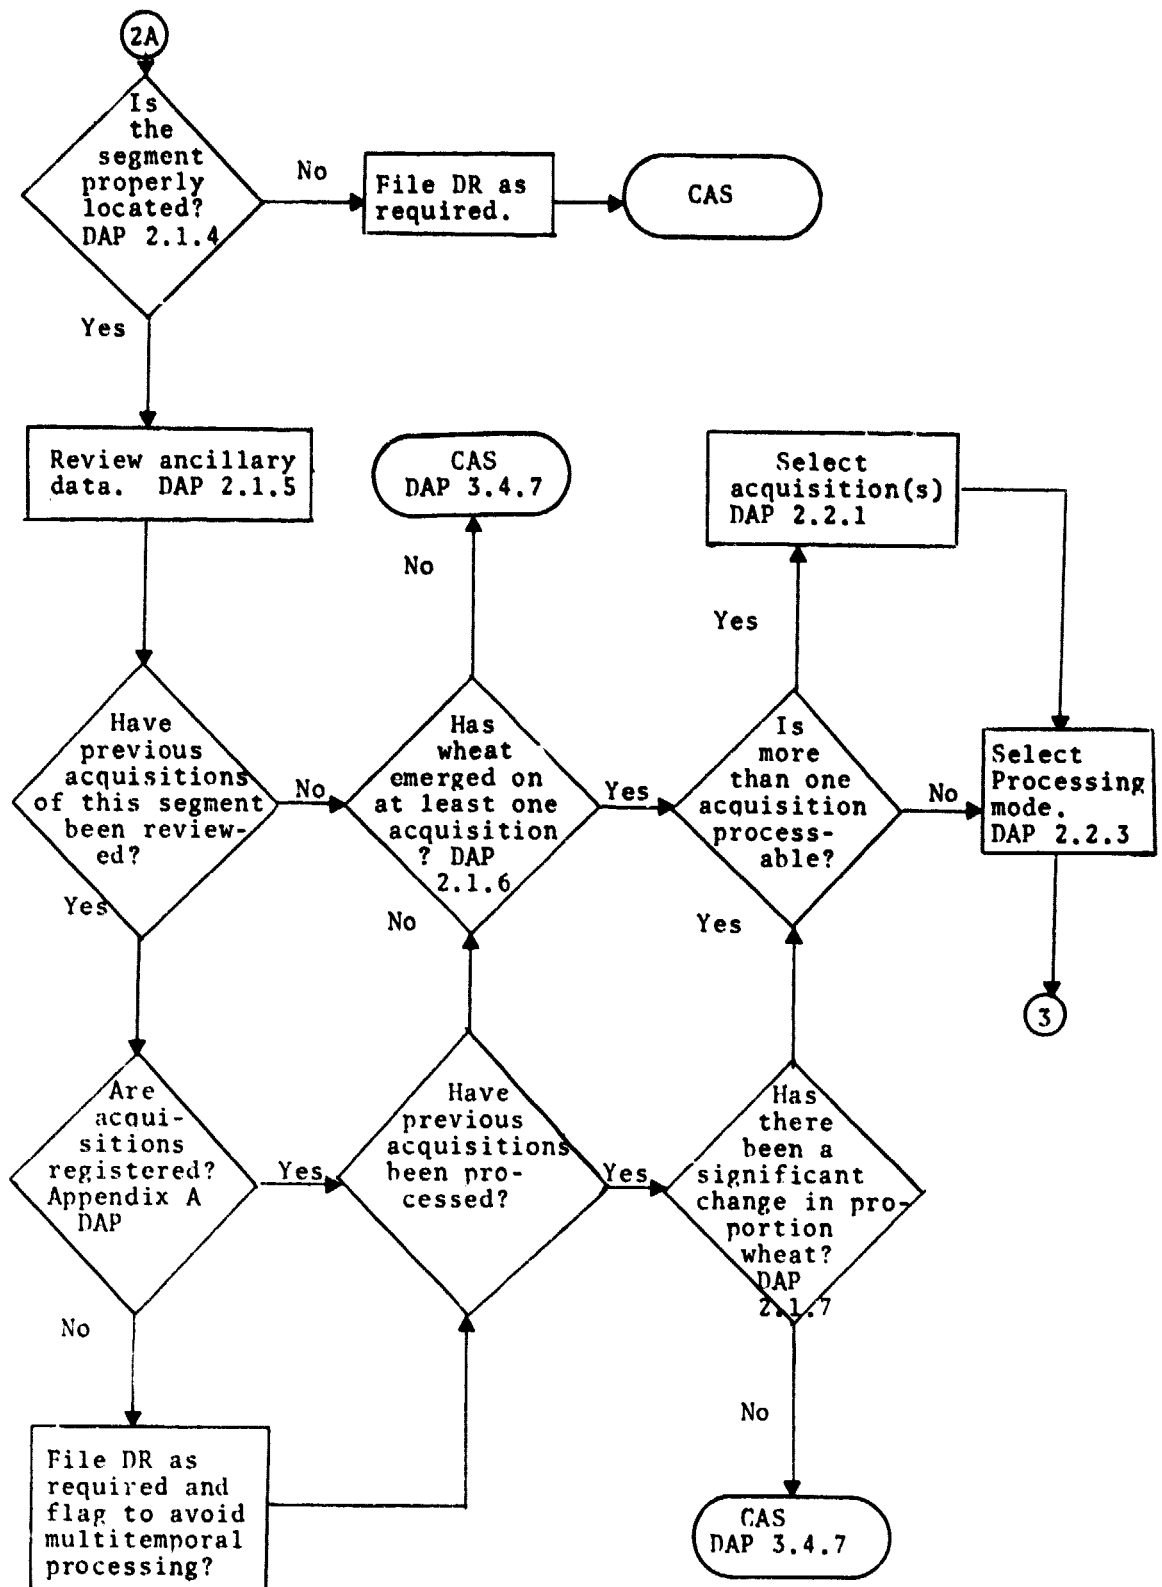 2A
Is
the
segment
properly
located?
DAP 2.1.4
No
File DR as
required.
CAS
Yes
Review ancillary
data. DAP 2.1.5
CAS
DAP 3.4.7
Select
acquisition(s)
DAP 2.2.1
No
Yes
Have
previous
acquisitions
of this segment
been review-
ed?
No
Has
wheat
emerged on
at least one
acquisition
? DAP
2.1.6
Yes
Is
more
than one
acquisition
process-
able?
No
Select
Processing
mode.
DAP 2.2.3
Yes
No
Yes
3
Are
acqui-
sitions
registered?
Appendix A
DAP
Yes
Have
previous
acquisitions
been pro-
cessed?
Yes
Has
there
been a
significant
change in pro-
portion
wheat?
DAP
2.1.7
No
No
File DR as
required and
flag to avoid
multitemporal
processing?
CAS
DAP 3.4.7